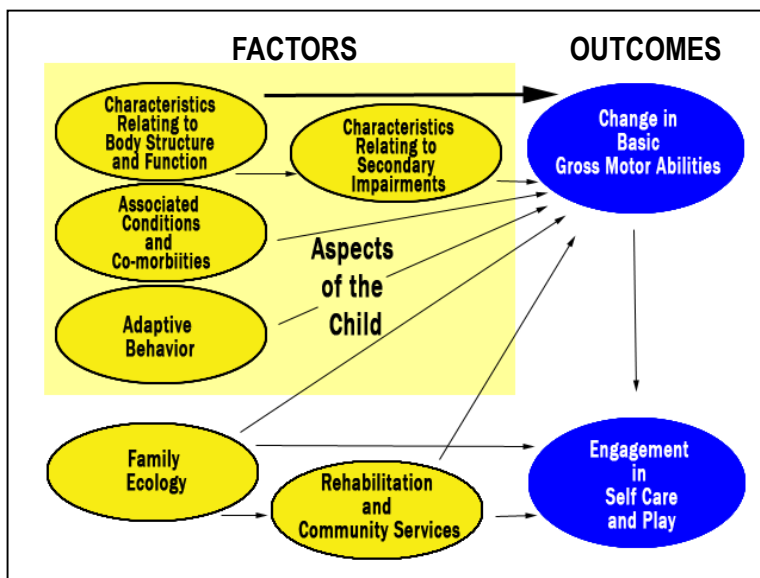 FACTORS
OUTCOMES
Characteristics
Relating to
Body Structure
and Function
Characteristics
Relating to
Secondary
Impairments
Change in
Basic
Gross Motor Abilities
Associated
Conditions
and
Co-morbiities
Aspects
of the
Child
Adaptive
Behavior
Family
Ecology
Rehabilitation
and
Community Services
Engagement
in
Self Care
and Play